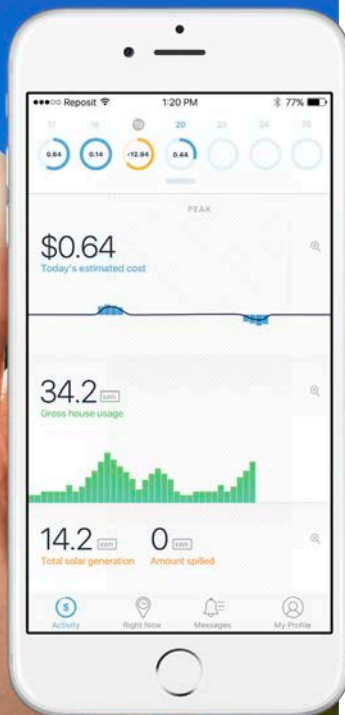 Reposit 1:20 PM 77%
17 18 19 20
0.64 0.14 -12.94 0.44
PEAK
$0.64
Today's estimated cost
34.2 kWh
Gross house usage
14.2 kWh 0 kWh
Total solar generation Amount spilled
$
Activity Right Now Messages My Profile